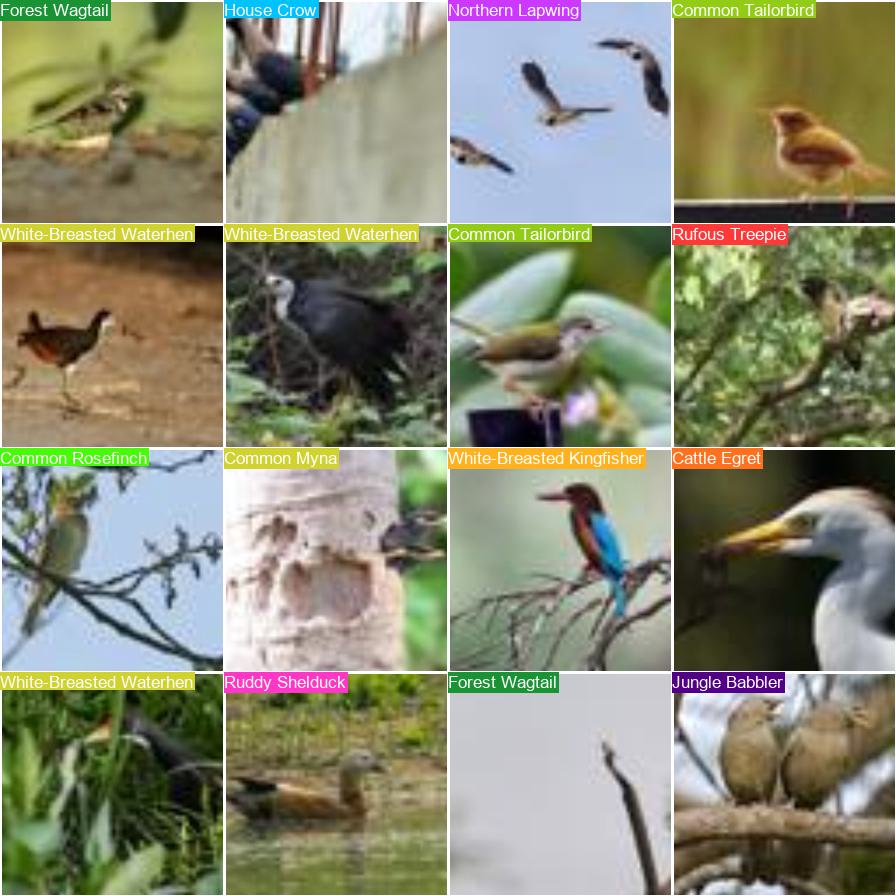 Forest Wagtail
House Crow
Northern Lapwing
Common Tailorbird
White-Breasted Waterhen
White-Breasted Waterhen
Common Tailorbird
Rufous Treepie
Common Rosefinch
Common Myna
White-Breasted Kingfisher
Cattle Egret
White-Breasted Waterhen
Ruddy Shelduck
Forest Wagtail
Jungle Babbler